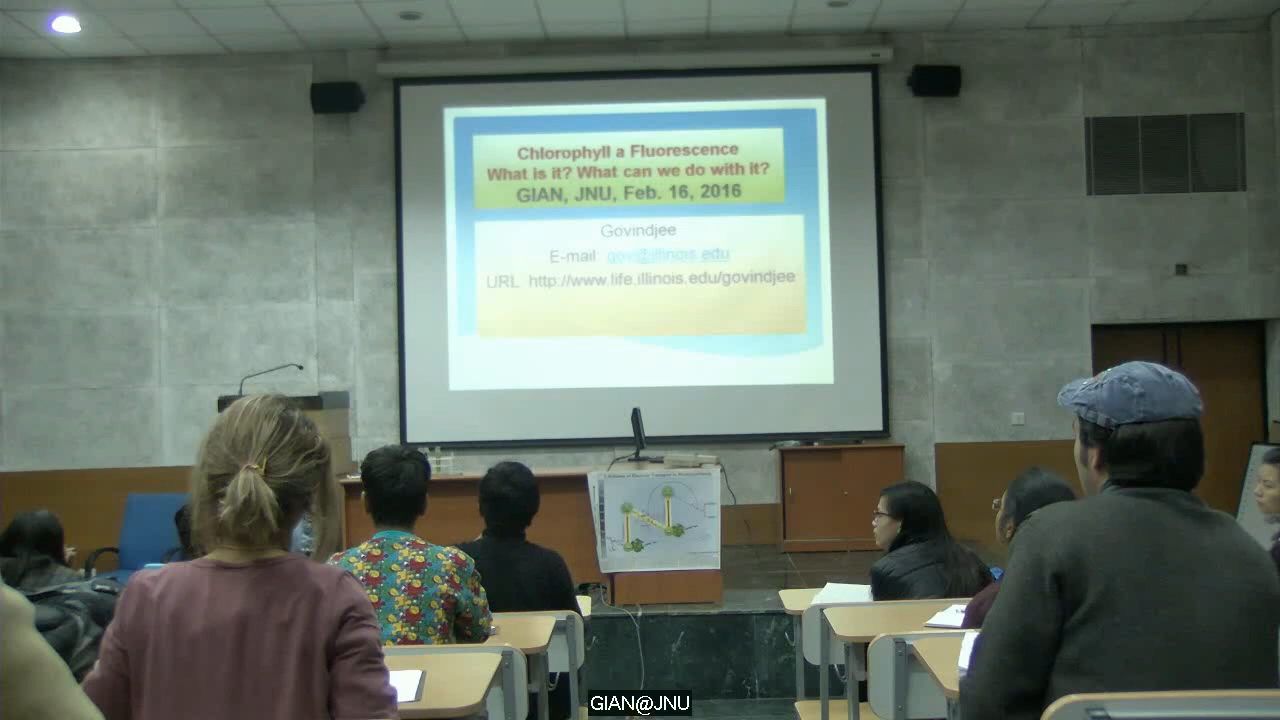 Chlorophyll a Fluorescence
What is it? What can we do with it?
GIAN, JNU, Feb. 16, 2016
Govindjee
E-mail: gov@illinois.edu
URL http://www.life.illinois.edu/govindjee
GIAN@JNU